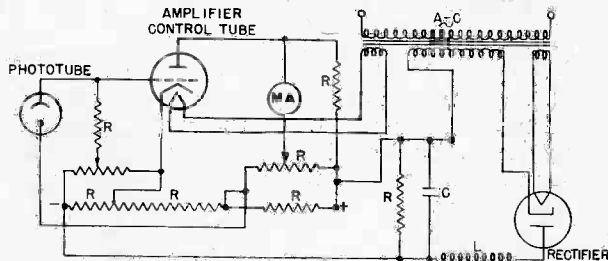 AMPLIFIER
CONTROL TUBE
A-C
PHOTOTUBE
R
MA
R
R
R
R
R
R
C
-
+
L
RECTIFIER